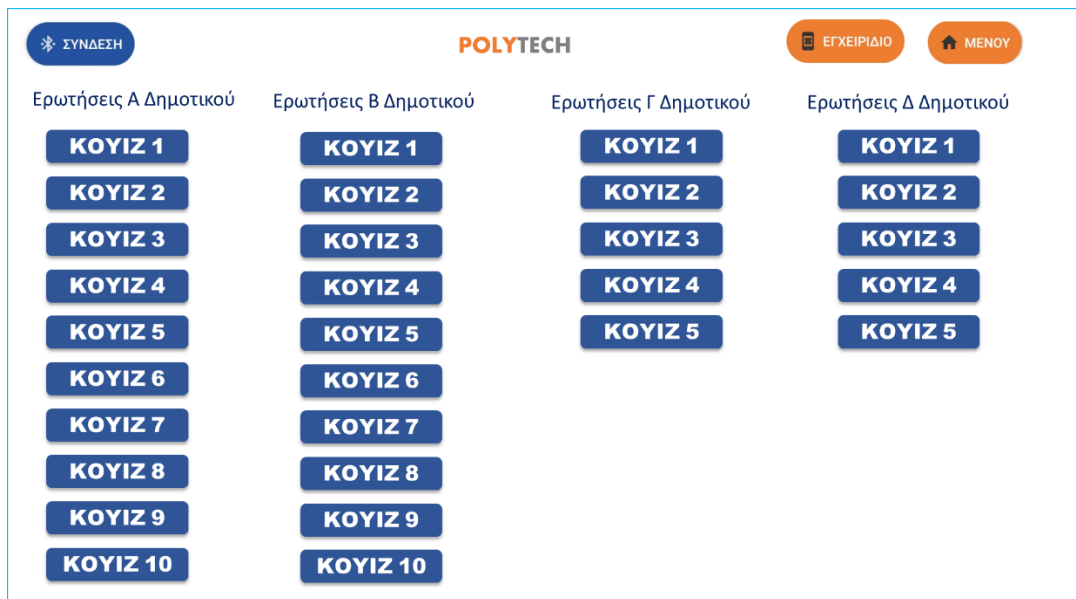 ΣΥΝΔΕΣΗ
POLYTECH
ΕΓΧΕΙΡΙΔΙΟ
ΜΕΝΟΥ
Ερωτήσεις Α Δημοτικού
ΚΟΥΙΖ 1
ΚΟΥΙΖ 2
ΚΟΥΙΖ 3
ΚΟΥΙΖ 4
ΚΟΥΙΖ 5
ΚΟΥΙΖ 6
ΚΟΥΙΖ 7
ΚΟΥΙΖ 8
ΚΟΥΙΖ 9
ΚΟΥΙΖ 10
Ερωτήσεις Β Δημοτικού
ΚΟΥΙΖ 1
ΚΟΥΙΖ 2
ΚΟΥΙΖ 3
ΚΟΥΙΖ 4
ΚΟΥΙΖ 5
ΚΟΥΙΖ 6
ΚΟΥΙΖ 7
ΚΟΥΙΖ 8
ΚΟΥΙΖ 9
ΚΟΥΙΖ 10
Ερωτήσεις Γ Δημοτικού
ΚΟΥΙΖ 1
ΚΟΥΙΖ 2
ΚΟΥΙΖ 3
ΚΟΥΙΖ 4
ΚΟΥΙΖ 5
Ερωτήσεις Δ Δημοτικού
ΚΟΥΙΖ 1
ΚΟΥΙΖ 2
ΚΟΥΙΖ 3
ΚΟΥΙΖ 4
ΚΟΥΙΖ 5